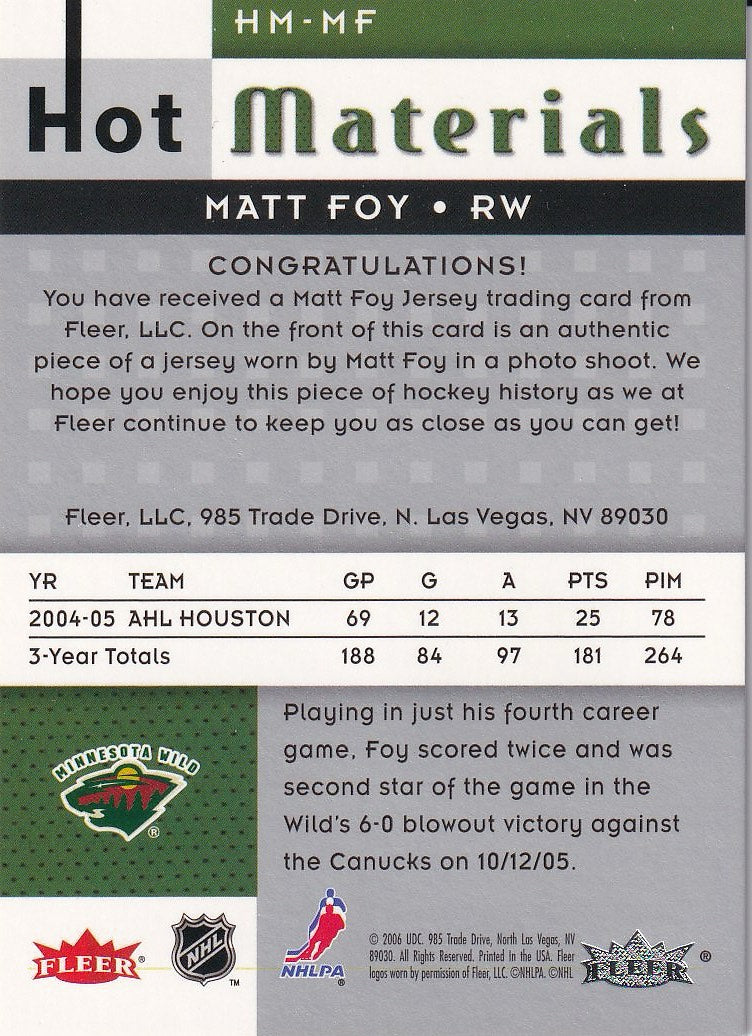 HM-MF
Hot Materials
MATT FOY • RW
CONGRATULATIONS!
You have received a Matt Foy Jersey trading card from
Fleer, LLC. On the front of this card is an authentic
piece of a jersey worn by Matt Foy in a photo shoot. We
hope you enjoy this piece of hockey history as we at
Fleer continue to keep you as close as you can get!
Fleer, LLC, 985 Trade Drive, N. Las Vegas, NV 89030
YR TEAM GP G A PTS PIM
2004-05 AHL HOUSTON 69 12 13 25 78
3-Year Totals 188 84 97 181 264
Playing in just his fourth career
game, Foy scored twice and was
second star of the game in the
Wild's 6-0 blowout victory against
the Canucks on 10/12/05.
MINNESOTA WILD ®
FLEER ®
NHL ™
NHLPA ®
© 2006 UDC. 985 Trade Drive, North Las Vegas, NV
89030. All Rights Reserved. Printed in the USA. Fleer
logos worn by permission of Fleer, LLC. ©NHLPA. ©NHL
FLEER ®